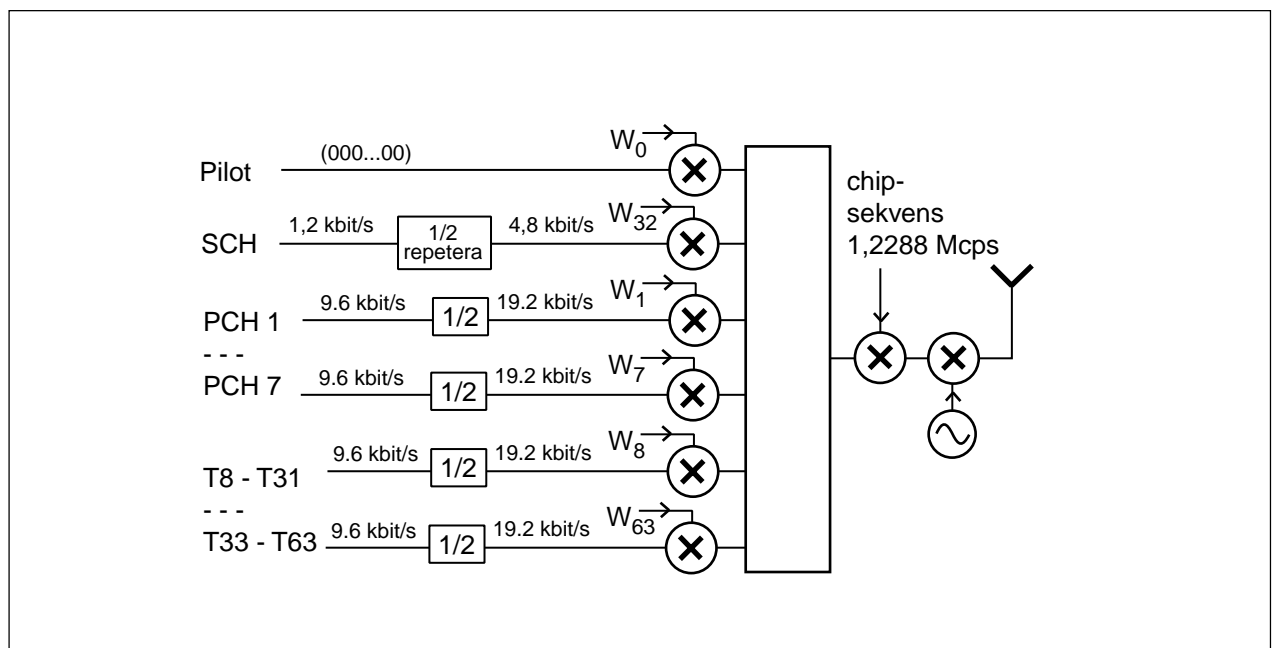 Pilot (000...00) W0
SCH 1,2 kbit/s 1/2 repetera 4,8 kbit/s W32
PCH 1 9.6 kbit/s 1/2 19.2 kbit/s W1
- - -
PCH 7 9.6 kbit/s 1/2 19.2 kbit/s W7
T8 - T31 9.6 kbit/s 1/2 19.2 kbit/s W8
- - -
T33 - T63 9.6 kbit/s 1/2 19.2 kbit/s W63
chip-
sekvens
1,2288 Mcps